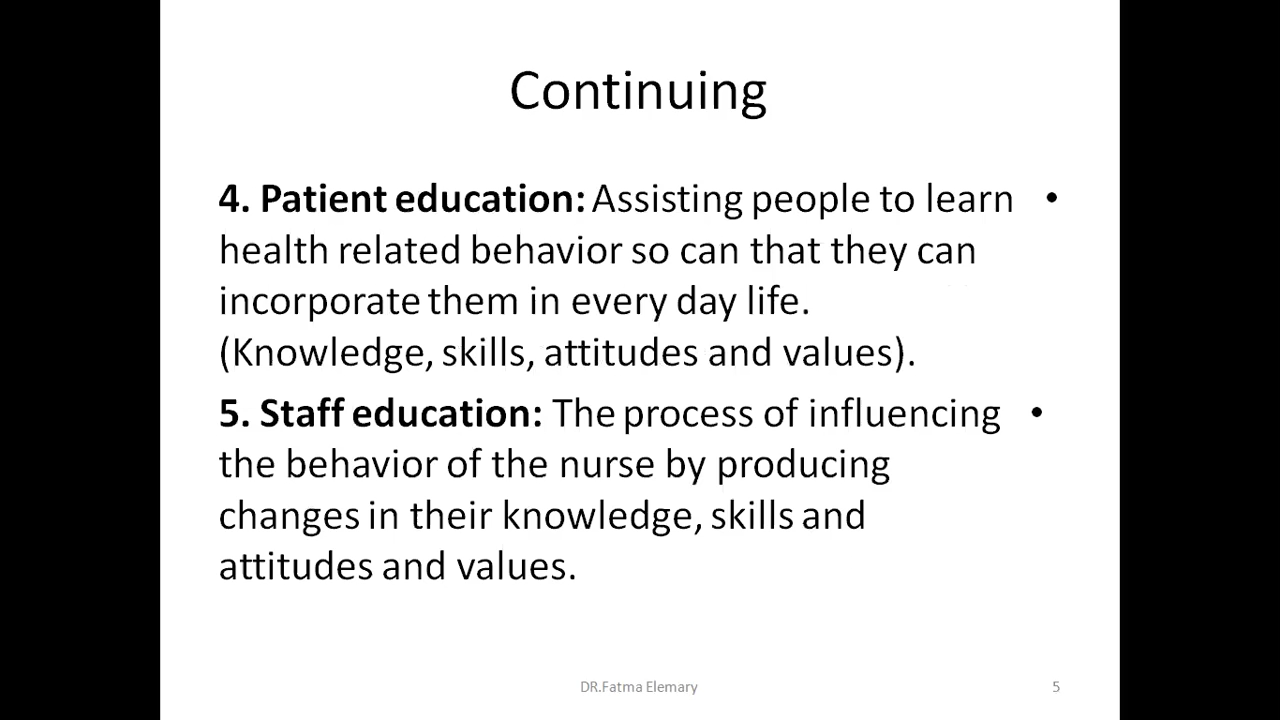 Continuing
• 4. Patient education: Assisting people to learn
health related behavior so can that they can
incorporate them in every day life.
(Knowledge, skills, attitudes and values).
• 5. Staff education: The process of influencing
the behavior of the nurse by producing
changes in their knowledge, skills and
attitudes and values.
DR.Fatma Elemary
5